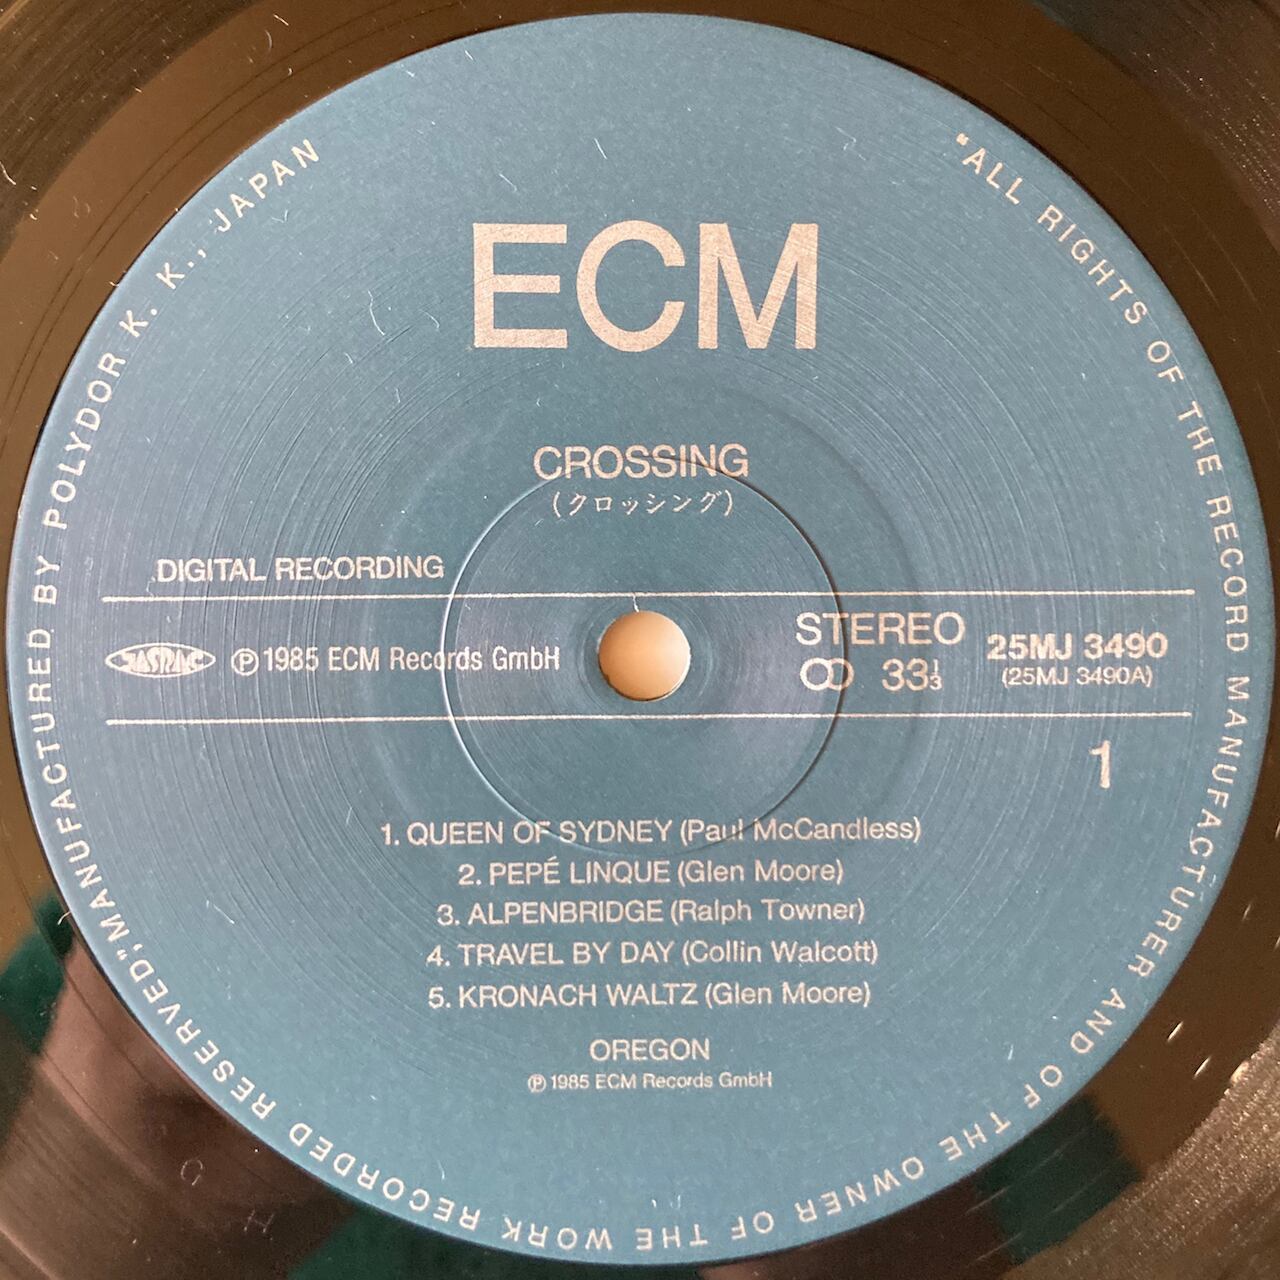 "ALL RIGHTS OF THE RECORD MANUFACTURER AND OF THE OWNER OF THE WORK RECORDED RESERVED," MANUFACTURED BY POLYDOR K. K., JAPAN
ECM
CROSSING
(クロッシング)
DIGITAL RECORDING
JASRAC ℗ 1985 ECM Records GmbH
STEREO
33⅓
25MJ 3490
(25MJ 3490A)
1
1. QUEEN OF SYDNEY (Paul McCandless)
2. PEPÉ LINQUE (Glen Moore)
3. ALPENBRIDGE (Ralph Towner)
4. TRAVEL BY DAY (Collin Walcott)
5. KRONACH WALTZ (Glen Moore)
OREGON
℗ 1985 ECM Records GmbH